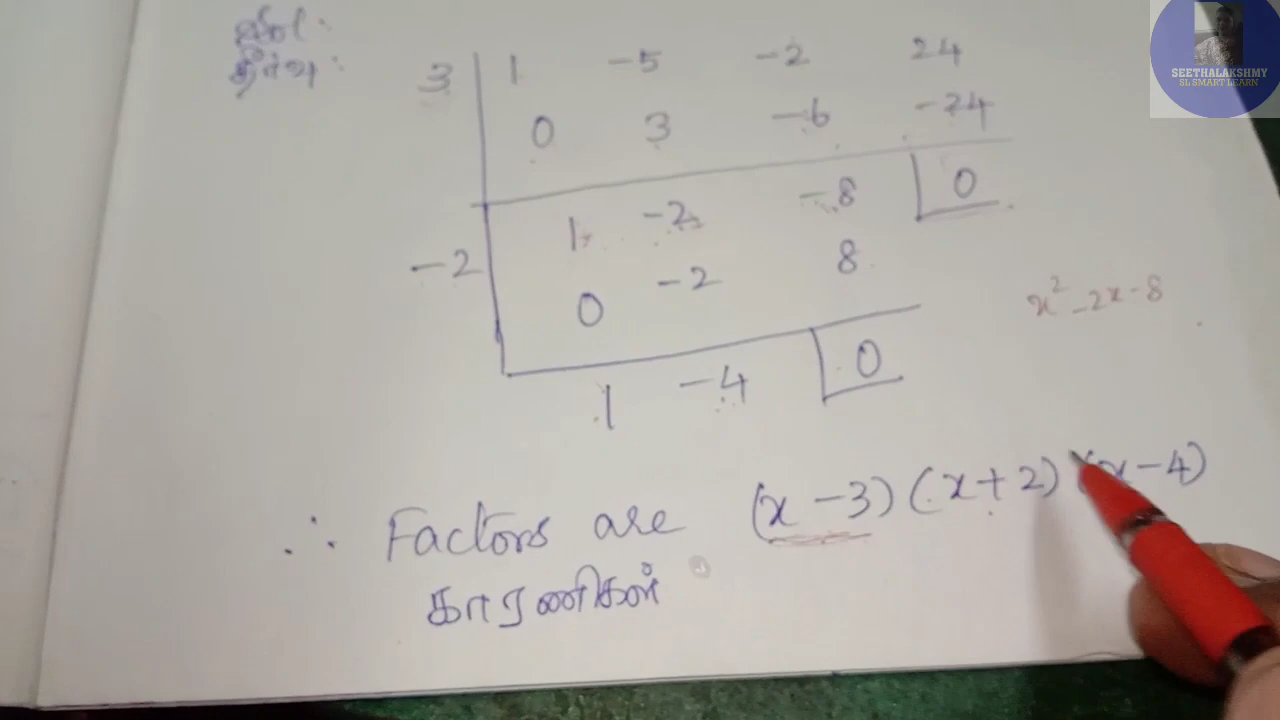 தீர்வு:
3 1 -5 -2 24
0 3 -6 -24
1 -2 -8 0
-2
0 -2 8
x² - 2x - 8
1 -4 0
∴ Factors are (x - 3) (x + 2) (x - 4)
காரணிகள்
SEETHALAKSHMY
SL SMART LEARN